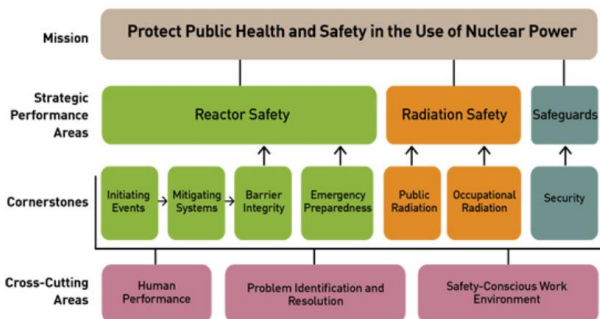 Mission
Protect Public Health and Safety in the Use of Nuclear Power
Strategic
Performance
Areas
Reactor Safety
Radiation Safety
Safeguards
Cornerstones
Initiating
Events
Mitigating
Systems
Barrier
Integrity
Emergency
Preparedness
Public
Radiation
Occupational
Radiation
Security
Cross-Cutting
Areas
Human
Performance
Problem Identification and
Resolution
Safety-Conscious Work
Environment